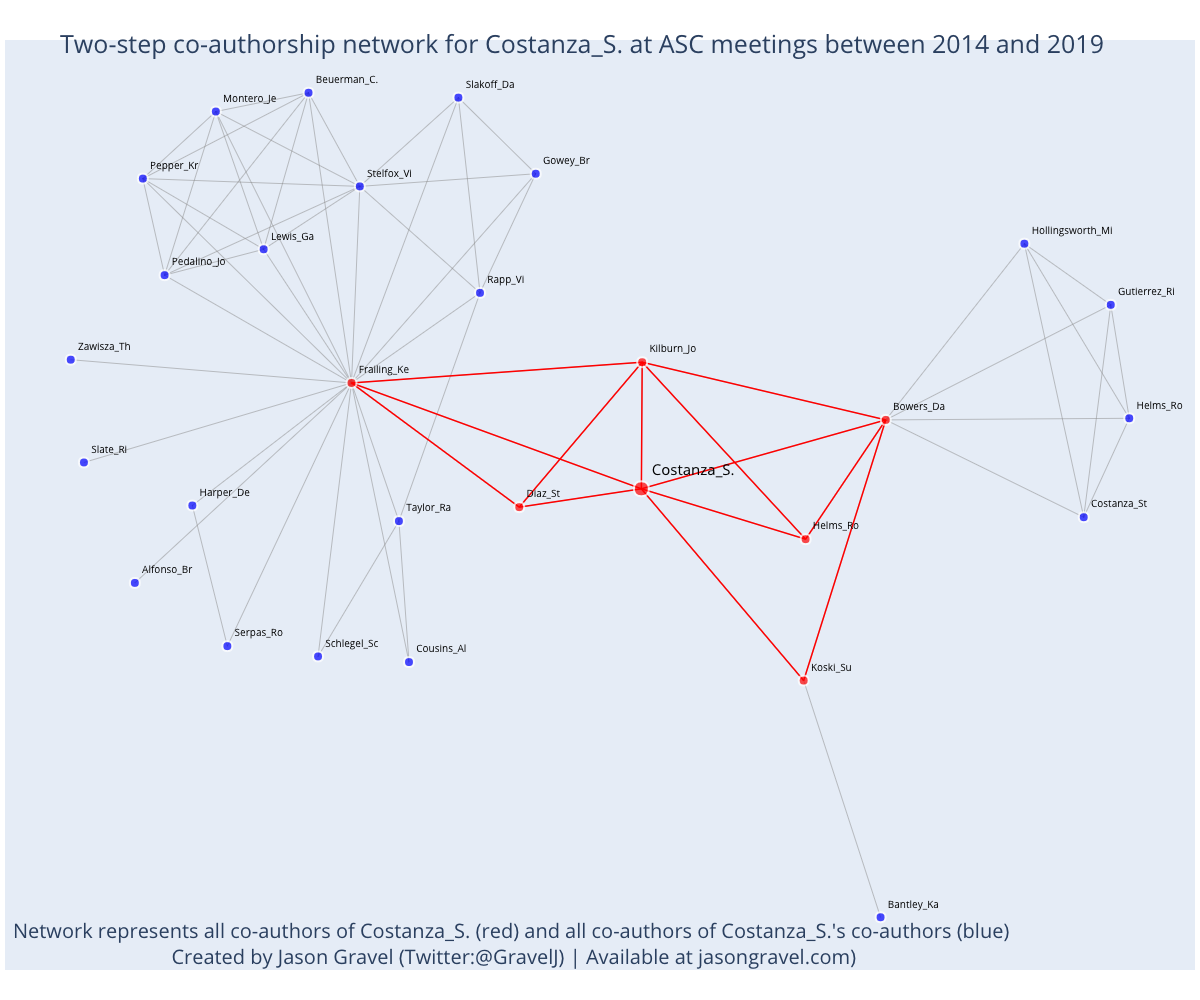 Two-step co-authorship network for Costanza_S. at ASC meetings between 2014 and 2019
Beuerman_C.
Slakoff_Da
Montero_Je
Gowey_Br
Pepper_Kr
Stelfox_Vi
Hollingsworth_Mi
Lewis_Ga
Pedalino_Jo
Rapp_Vi
Gutierrez_Ri
Zawisza_Th
Kilburn_Jo
Frailing_Ke
Bowers_Da
Helms_Ro
Slate_Ri
Costanza_S.
Harper_De
Diaz_St
Taylor_Ra
Costanza_St
Helms_Ro
Alfonso_Br
Serpas_Ro
Schlegel_Sc
Cousins_Al
Koski_Su
Bantley_Ka
Network represents all co-authors of Costanza_S. (red) and all co-authors of Costanza_S.'s co-authors (blue)
Created by Jason Gravel (Twitter:@GravelJ) | Available at jasongravel.com)